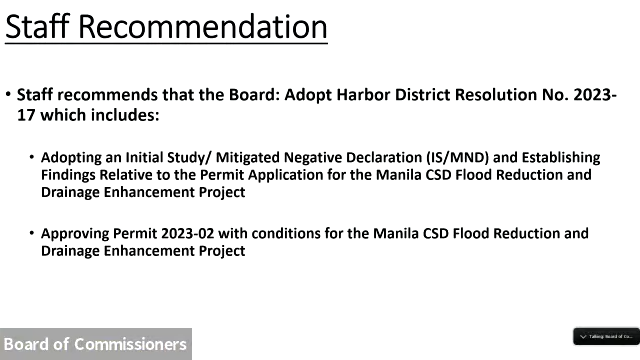 Staff Recommendation
• Staff recommends that the Board: Adopt Harbor District Resolution No. 2023-
17 which includes:
• Adopting an Initial Study/ Mitigated Negative Declaration (IS/MND) and Establishing
Findings Relative to the Permit Application for the Manila CSD Flood Reduction and
Drainage Enhancement Project
• Approving Permit 2023-02 with conditions for the Manila CSD Flood Reduction and
Drainage Enhancement Project
Board of Commissioners
Talking: Board of Co...